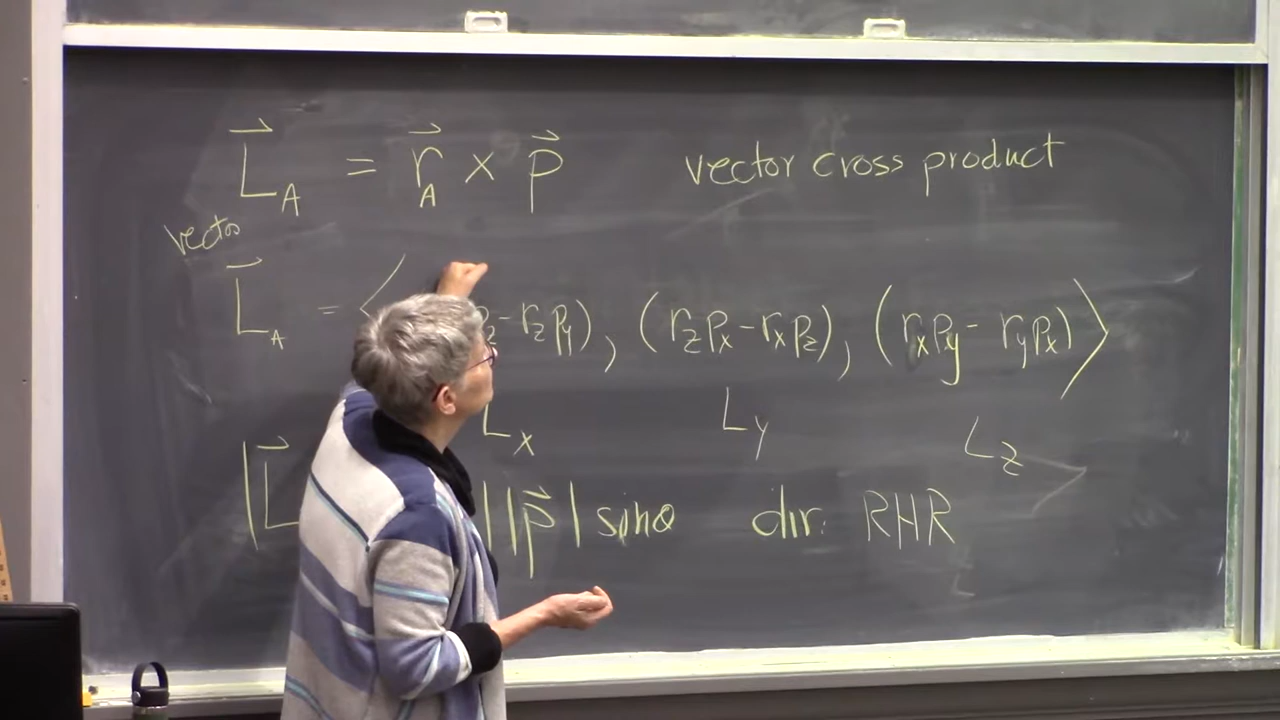 L⃗_A = r⃗_A × p⃗ vector cross product
vector
L⃗_A = ⟨ p_z - r_z p_y), (r_z p_x - r_x p_z), (r_x p_y - r_y p_x)⟩
L_x L_y L_z
|L⃗ ||p⃗| sinθ dir: RHR